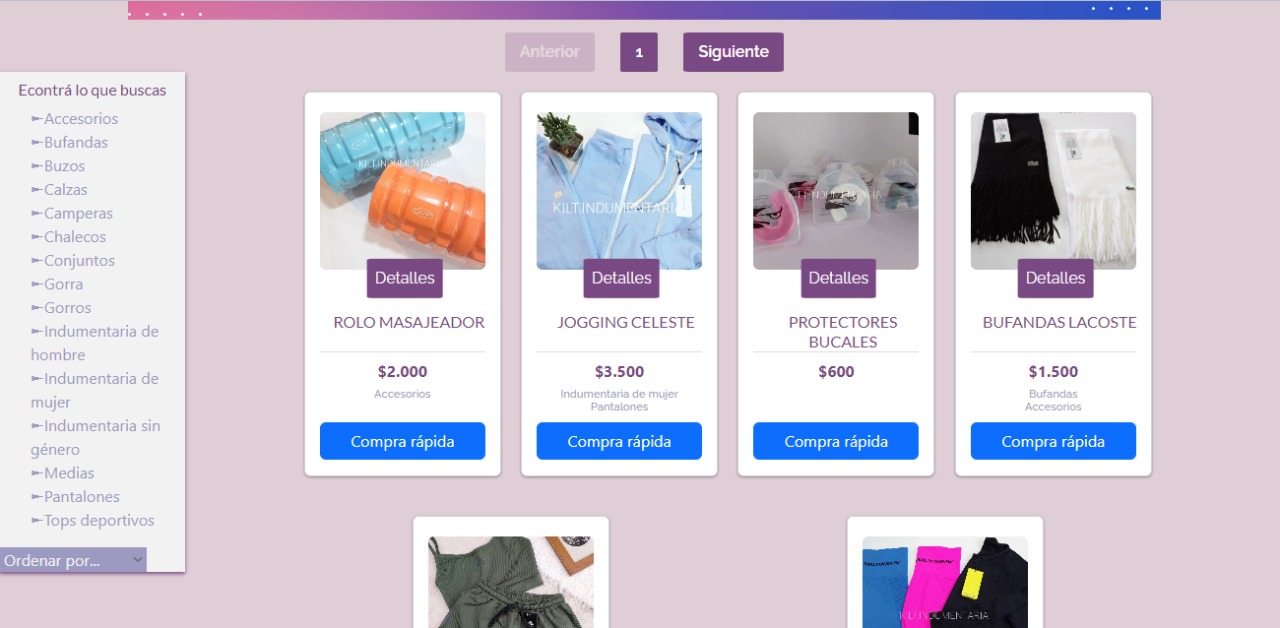 Anterior
1
Siguiente
Econtrá lo que buscas
Accesorios
Bufandas
Buzos
Calzas
Camperas
Chalecos
Conjuntos
Gorra
Gorros
Indumentaria de
hombre
Indumentaria de
mujer
Indumentaria sin
género
Medias
Pantalones
Tops deportivos
Ordenar por...
KILT.INDUMENTARIA
Detalles
ROLO MASAJEADOR
$2.000
Accesorios
Compra rápida
KILT.INDUMENTARIA
Detalles
JOGGING CELESTE
$3.500
Indumentaria de mujer
Pantalones
Compra rápida
KILT.INDUMENTARIA
Detalles
PROTECTORES
BUCALES
$600
Compra rápida
Detalles
BUFANDAS LACOSTE
$1.500
Bufandas
Accesorios
Compra rápida
KILT.INDUMENTARIA